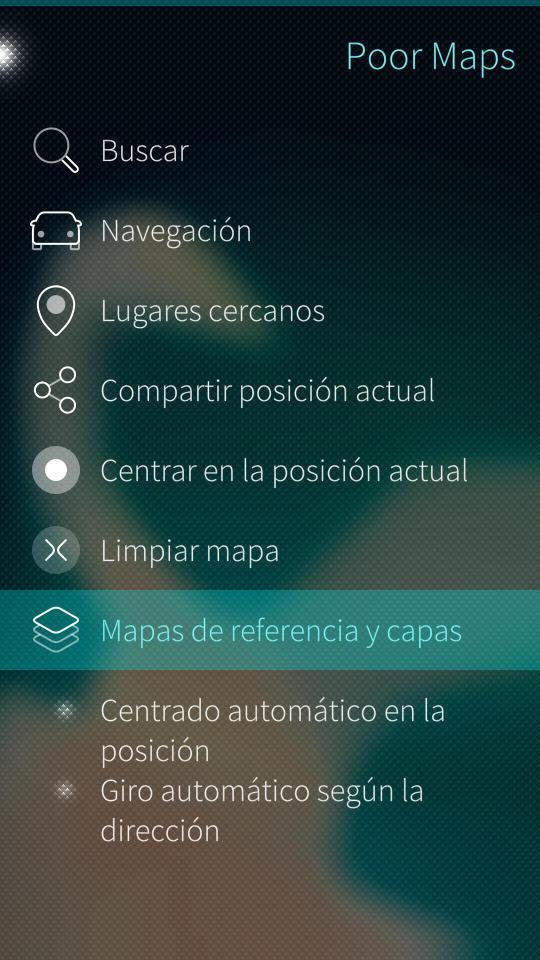 Poor Maps
Buscar
Navegación
Lugares cercanos
Compartir posición actual
Centrar en la posición actual
Limpiar mapa
Mapas de referencia y capas
Centrado automático en la
posición
Giro automático según la
dirección